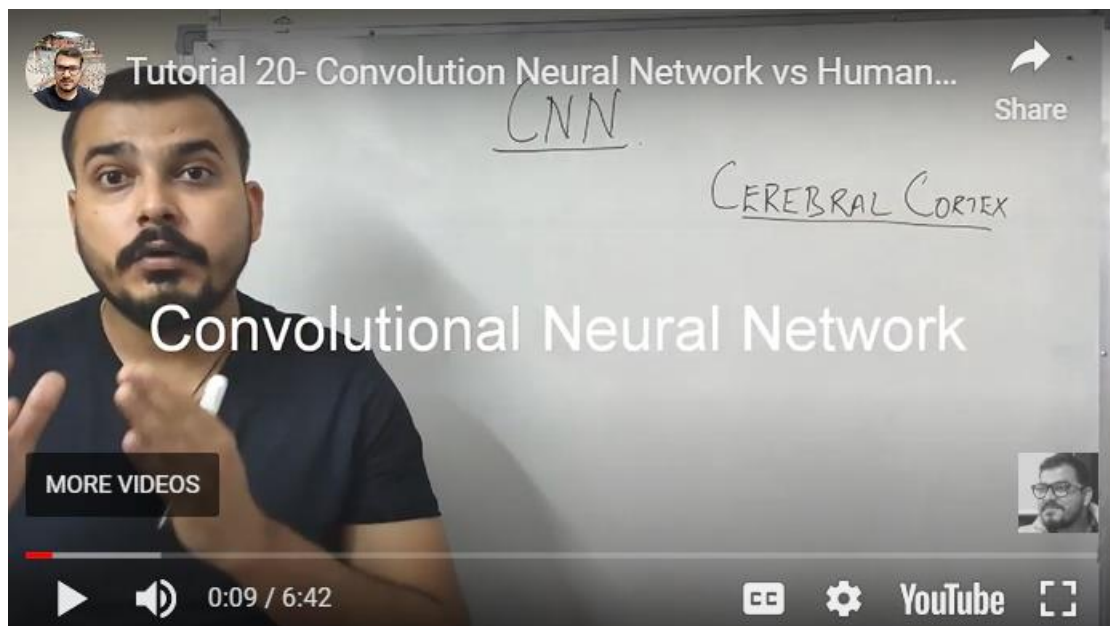 Tutorial 20- Convolution Neural Network vs Human...
Share
CNN
CEREBRAL CORTEX
Convolutional Neural Network
MORE VIDEOS
0:09 / 6:42
CC
YouTube